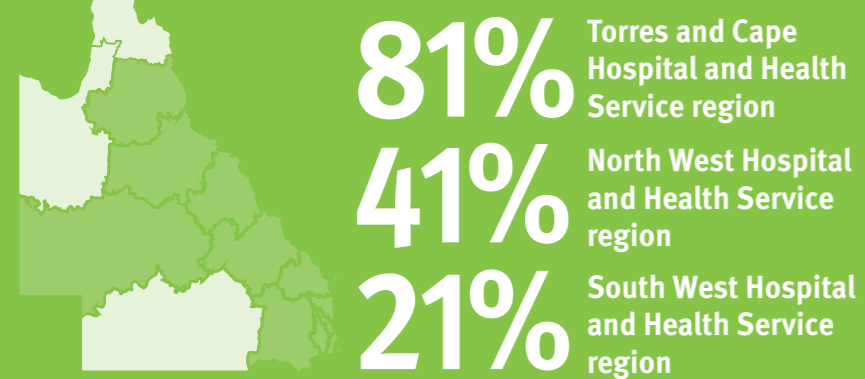 81%
Torres and Cape
Hospital and Health
Service region
41%
North West Hospital
and Health Service
region
21%
South West Hospital
and Health Service
region